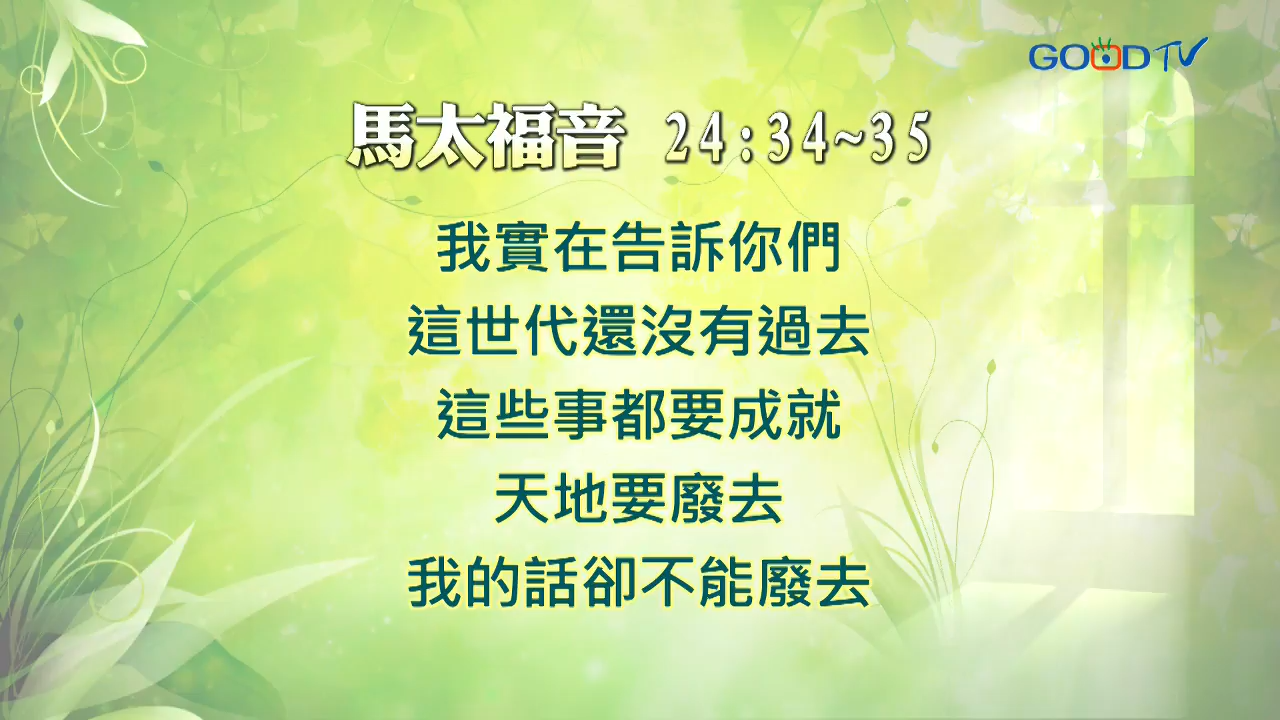 GOODTV
馬太福音 24:34~35
我實在告訴你們
這世代還沒有過去
這些事都要成就
天地要廢去
我的話卻不能廢去